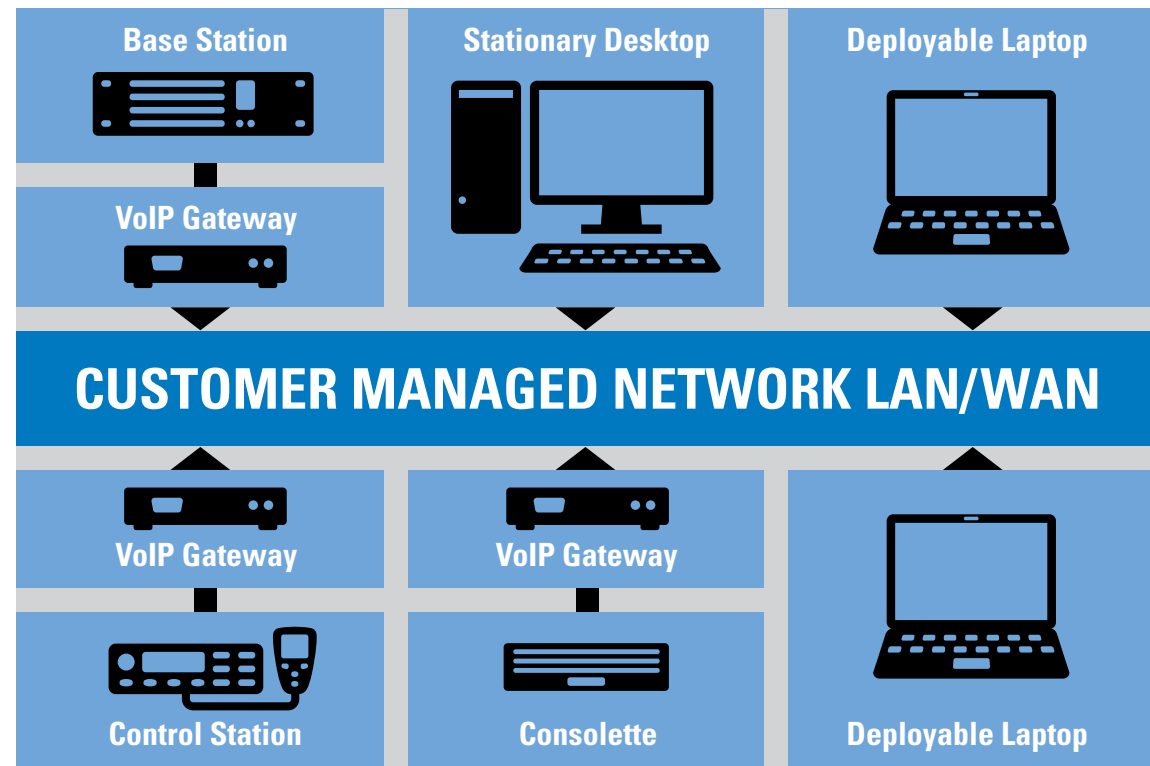 Base Station
Stationary Desktop
Deployable Laptop
VoIP Gateway
CUSTOMER MANAGED NETWORK LAN/WAN
VoIP Gateway
VoIP Gateway
Control Station
Consolette
Deployable Laptop